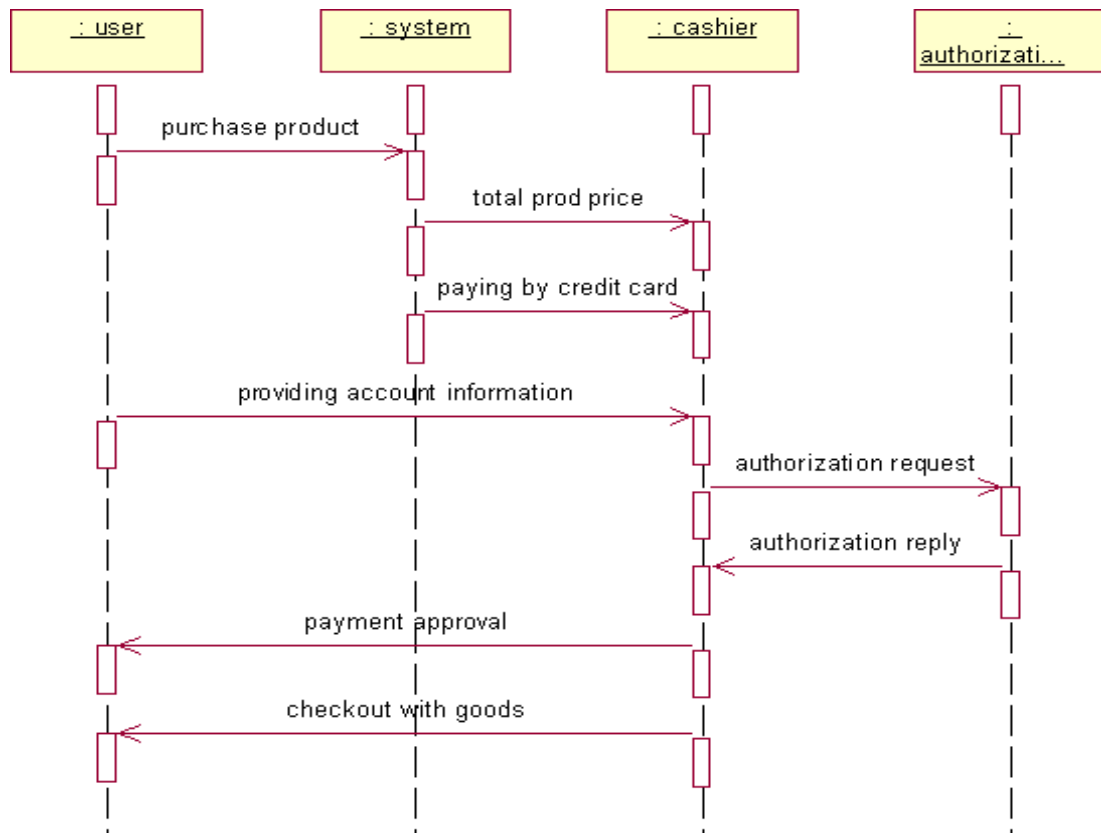 : user
: system
: cashier
:
authorizati...
purchase product
total prod price
paying by credit card
providing account information
authorization request
authorization reply
payment approval
checkout with goods